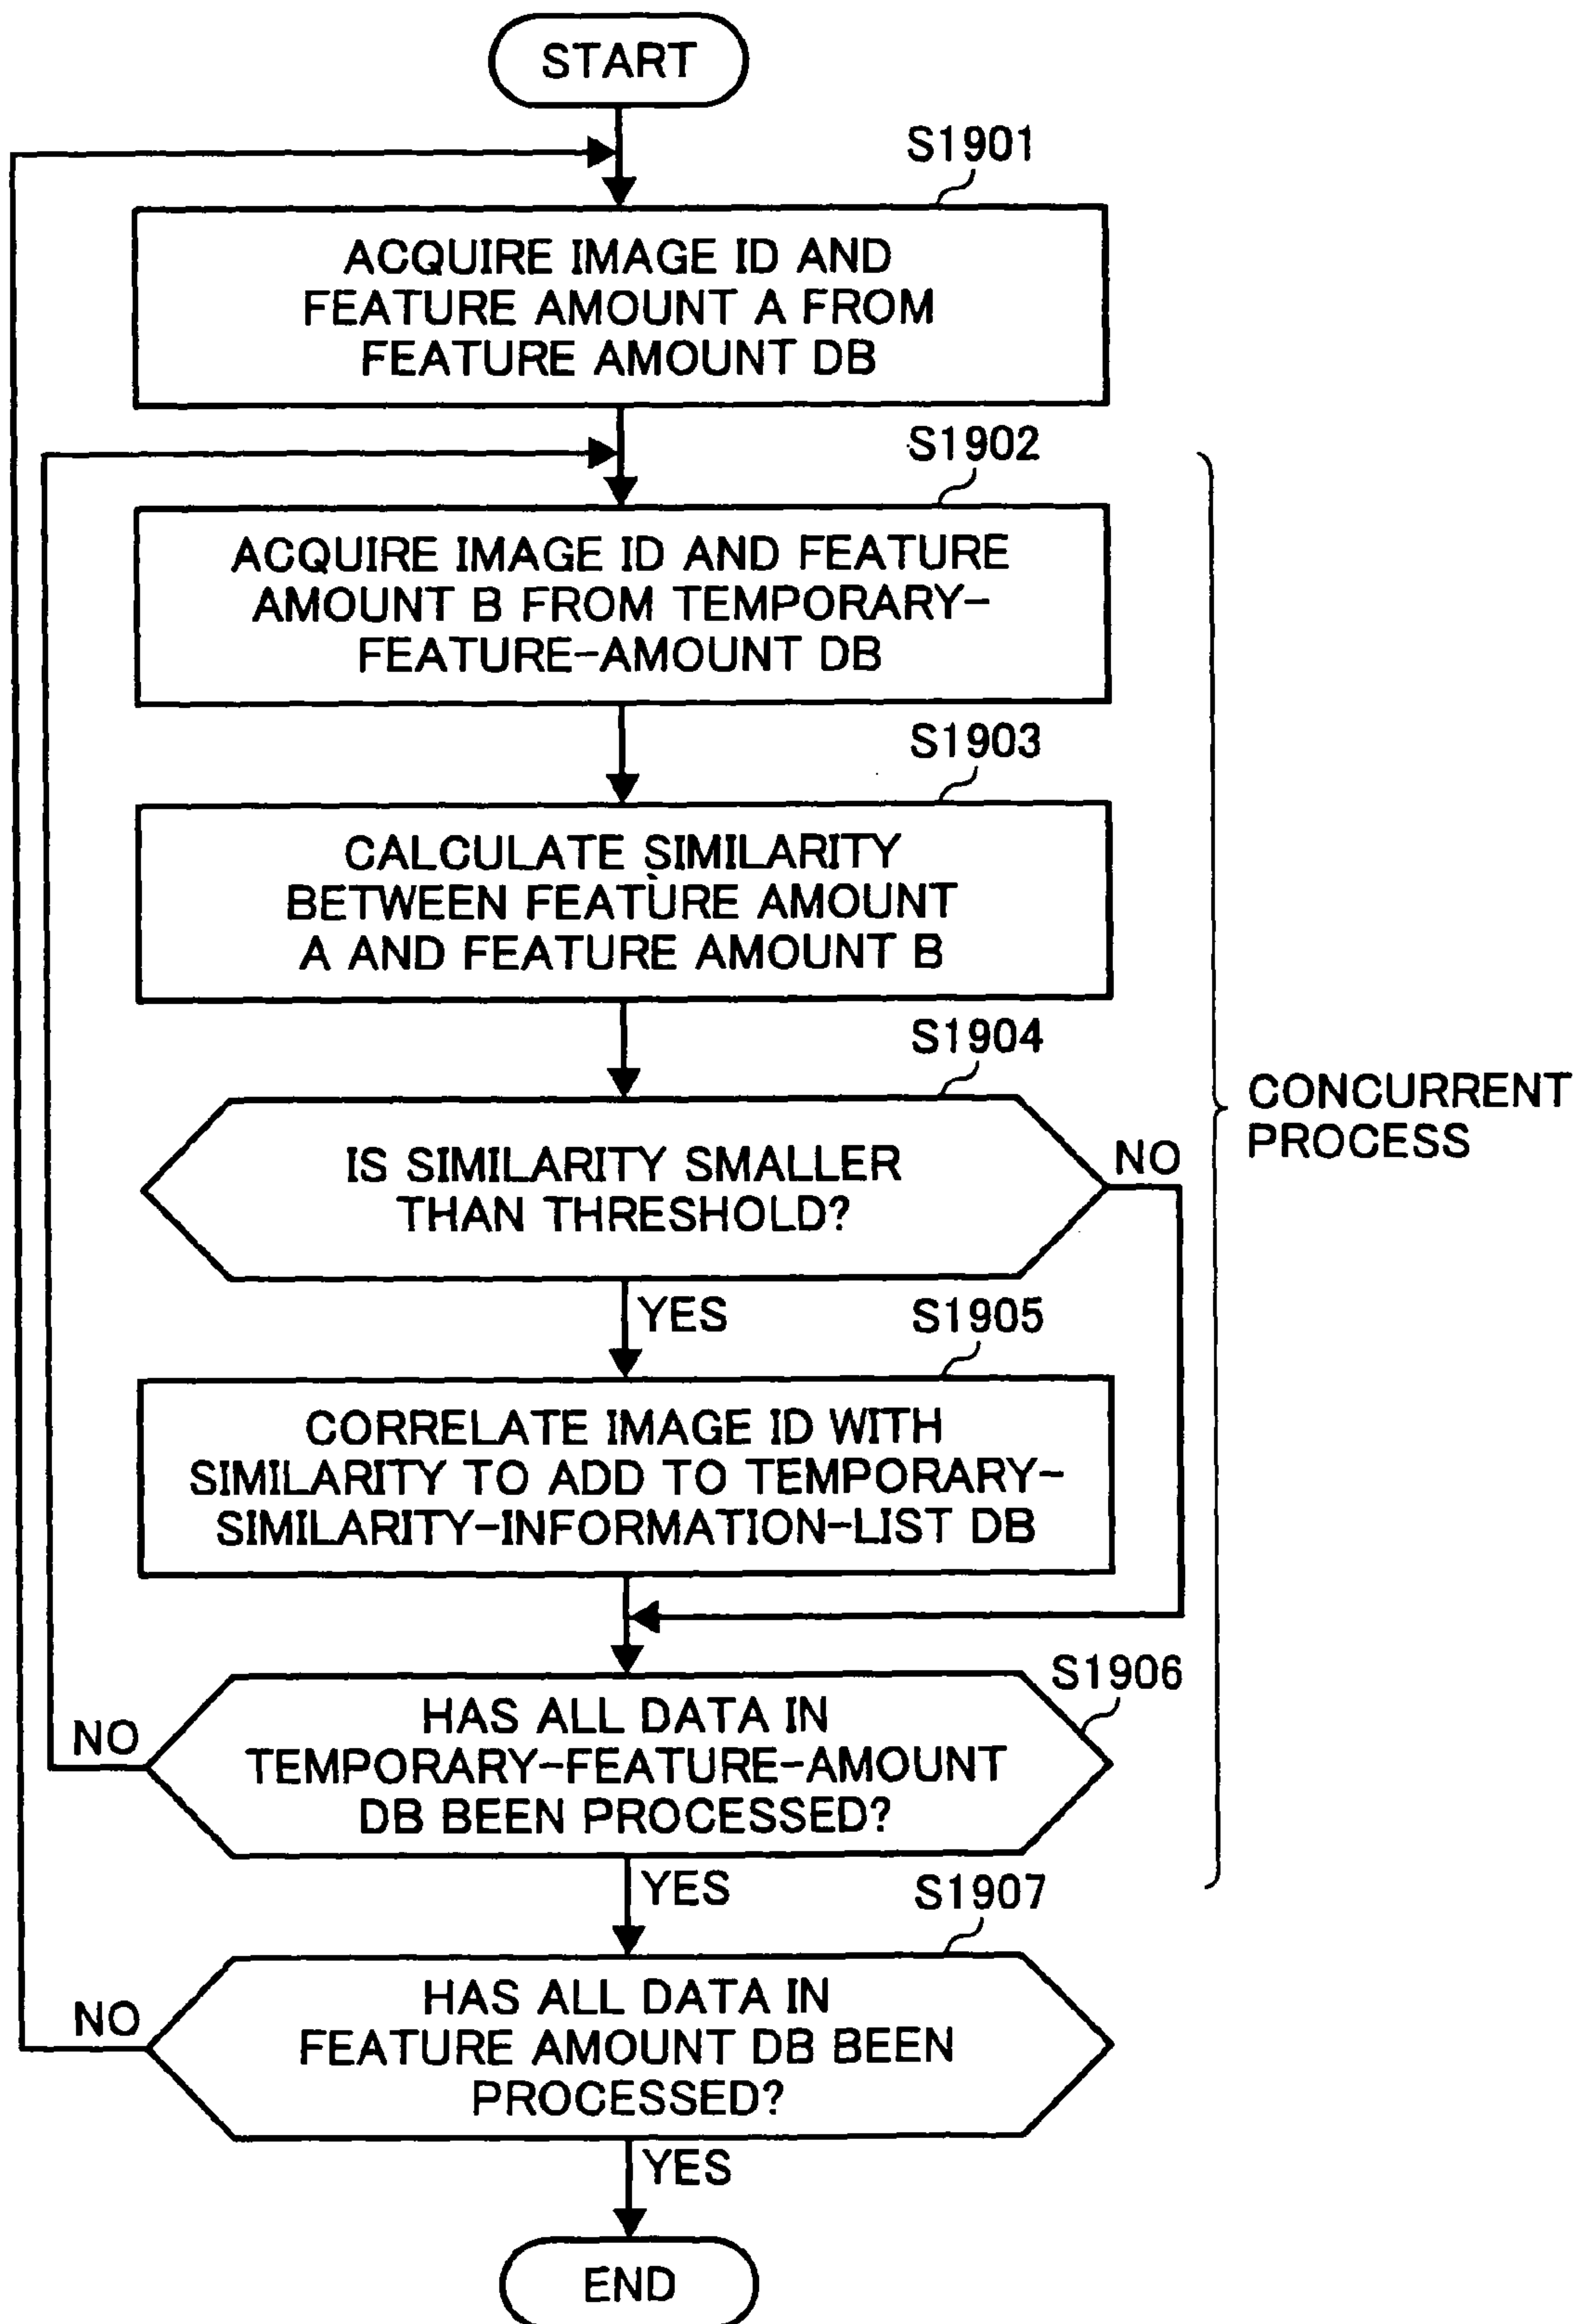 START
S1901
ACQUIRE IMAGE ID AND
FEATURE AMOUNT A FROM
FEATURE AMOUNT DB
S1902
ACQUIRE IMAGE ID AND FEATURE
AMOUNT B FROM TEMPORARY-
FEATURE-AMOUNT DB
S1903
CALCULATE SIMILARITY
BETWEEN FEATURE AMOUNT
A AND FEATURE AMOUNT B
S1904
IS SIMILARITY SMALLER
THAN THRESHOLD?
NO
CONCURRENT
PROCESS
YES
S1905
CORRELATE IMAGE ID WITH
SIMILARITY TO ADD TO TEMPORARY-
SIMILARITY-INFORMATION-LIST DB
S1906
HAS ALL DATA IN
TEMPORARY-FEATURE-AMOUNT
DB BEEN PROCESSED?
NO
YES
S1907
HAS ALL DATA IN
FEATURE AMOUNT DB BEEN
PROCESSED?
NO
YES
END